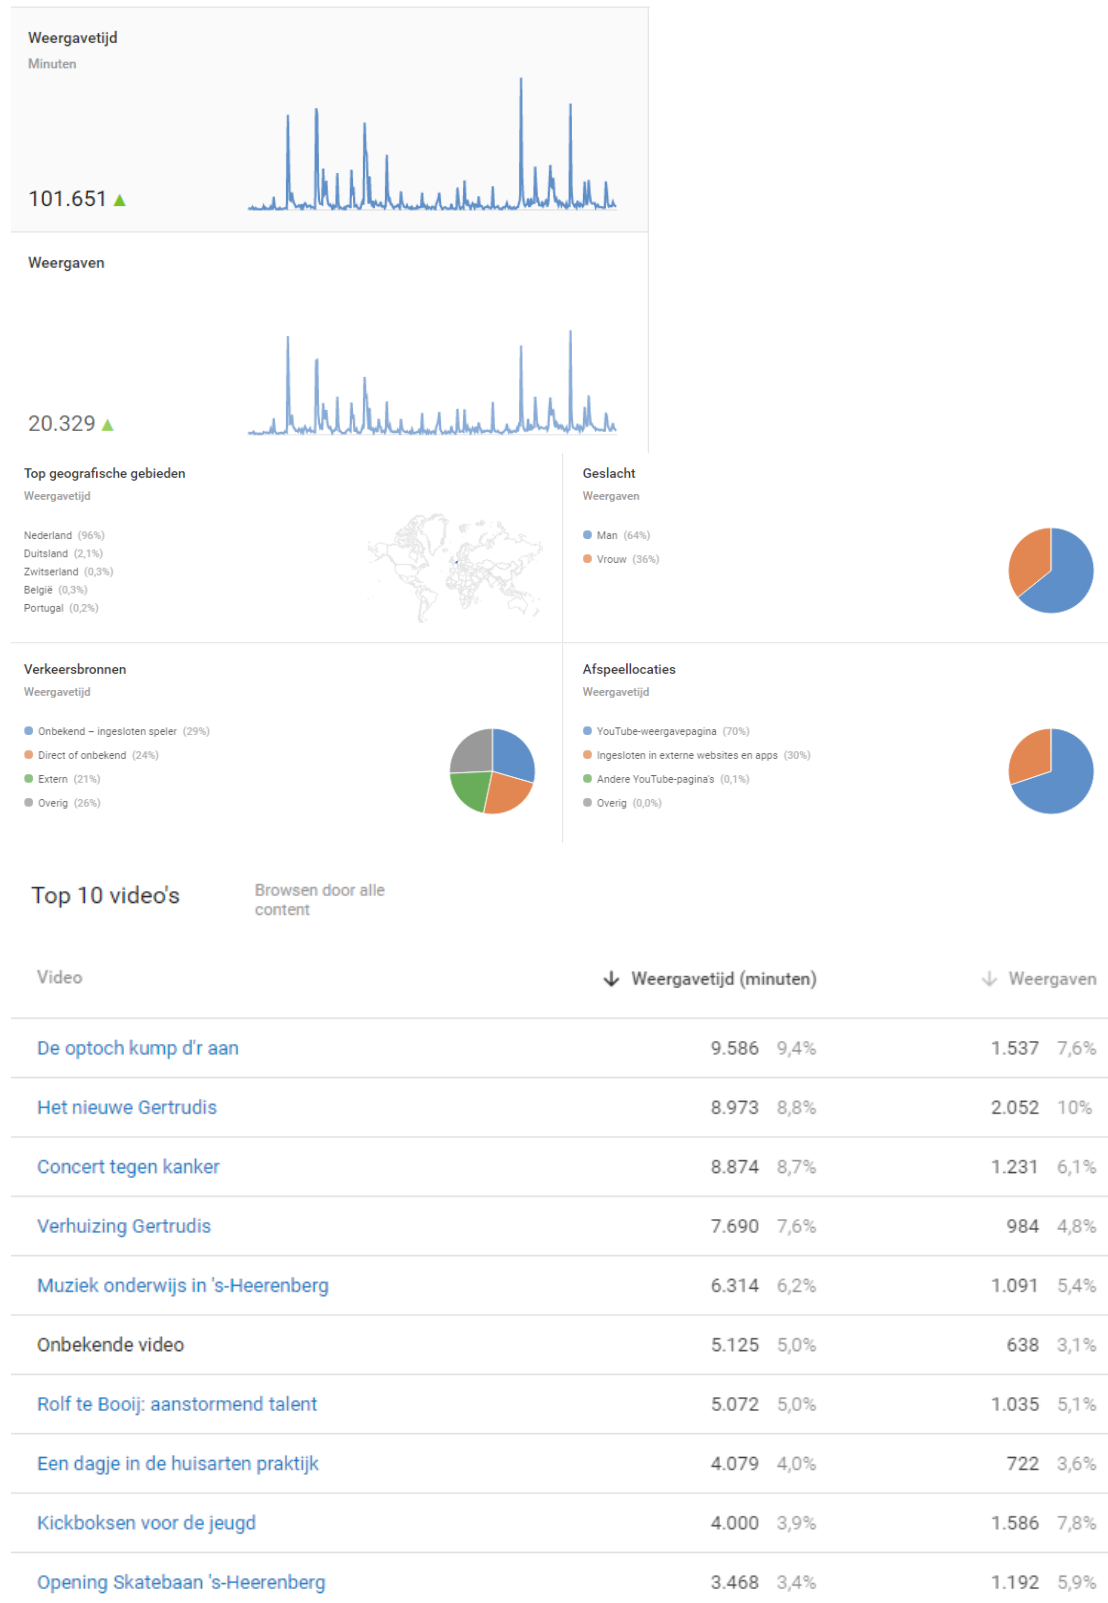 Weergavetijd
Minuten
101.651
Weergaven
20.329
Top geografische gebieden
Weergavetijd
Nederland (96%)
Duitsland (2,1%)
Zwitserland (0,3%)
België (0,3%)
Portugal (0,2%)
Geslacht
Weergaven
Man (64%)
Vrouw (36%)
Verkeersbronnen
Weergavetijd
Onbekend – ingesloten speler (29%)
Direct of onbekend (24%)
Extern (21%)
Overig (26%)
Afspeellocaties
Weergavetijd
YouTube-weergavepagina (70%)
Ingesloten in externe websites en apps (30%)
Andere YouTube-pagina's (0,1%)
Overig (0,0%)
Top 10 video's
Browsen door alle
content
Video Weergavetijd (minuten) Weergaven
De optoch kump d'r aan 9.586 9,4% 1.537 7,6%
Het nieuwe Gertrudis 8.973 8,8% 2.052 10%
Concert tegen kanker 8.874 8,7% 1.231 6,1%
Verhuizing Gertrudis 7.690 7,6% 984 4,8%
Muziek onderwijs in 's-Heerenberg 6.314 6,2% 1.091 5,4%
Onbekende video 5.125 5,0% 638 3,1%
Rolf te Booij: aanstormend talent 5.072 5,0% 1.035 5,1%
Een dagje in de huisarten praktijk 4.079 4,0% 722 3,6%
Kickboksen voor de jeugd 4.000 3,9% 1.586 7,8%
Opening Skatebaan 's-Heerenberg 3.468 3,4% 1.192 5,9%